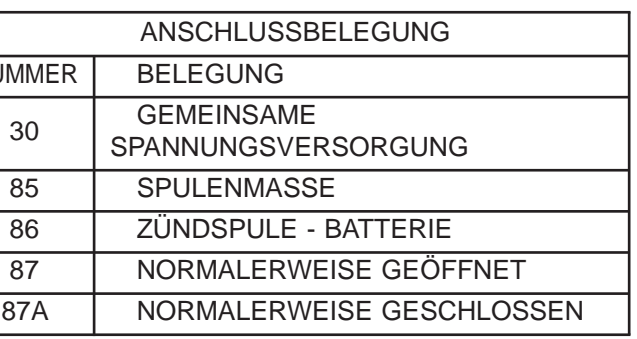 ANSCHLUSSBELEGUNG
UMMER BELEGUNG
30 GEMEINSAME
SPANNUNGSVERSORGUNG
85 SPULENMASSE
86 ZÜNDSPULE - BATTERIE
87 NORMALERWEISE GEÖFFNET
87A NORMALERWEISE GESCHLOSSEN